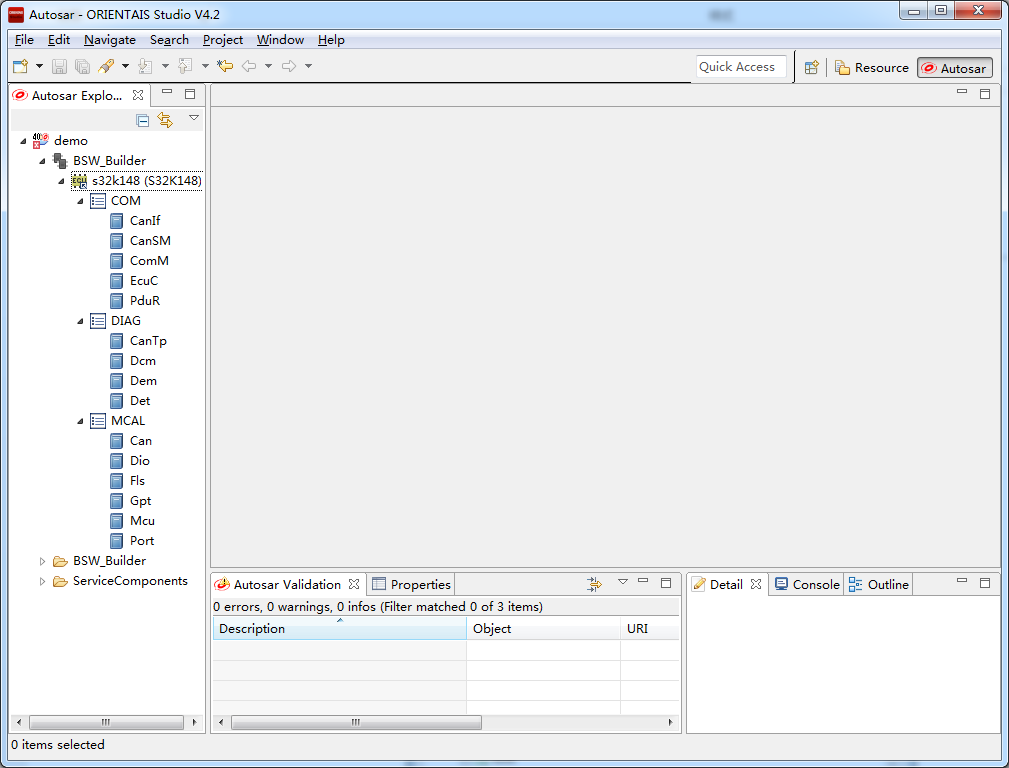 Autosar - ORIENTAIS Studio V4.2
File Edit Navigate Search Project Window Help
Quick Access
Resource
Autosar
Autosar Explo...
demo
BSW_Builder
s32k148 (S32K148)
COM
CanIf
CanSM
ComM
EcuC
PduR
DIAG
CanTp
Dcm
Dem
Det
MCAL
Can
Dio
Fls
Gpt
Mcu
Port
BSW_Builder
ServiceComponents
Autosar Validation
Properties
0 errors, 0 warnings, 0 infos (Filter matched 0 of 3 items)
Description Object URI
Detail
Console
Outline
0 items selected